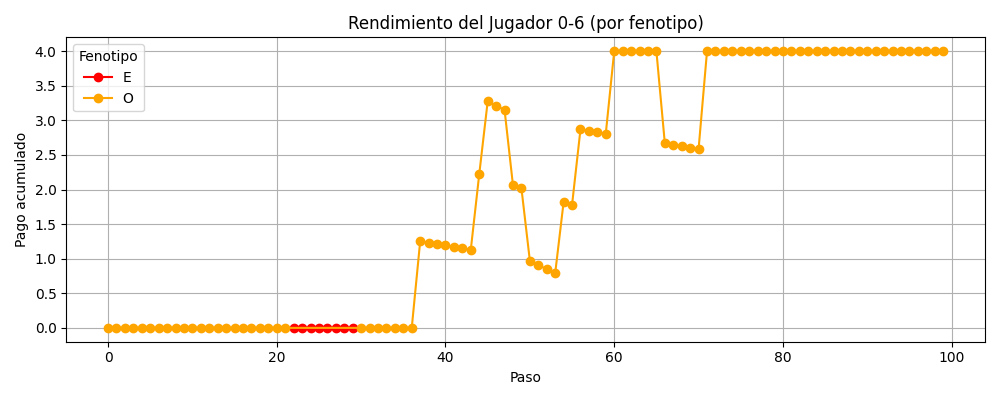 Rendimiento del Jugador 0-6 (por fenotipo)
Fenotipo
E
O
Pago acumulado
4.0
3.5
3.0
2.5
2.0
1.5
1.0
0.5
0.0
0 20 40 60 80 100
Paso